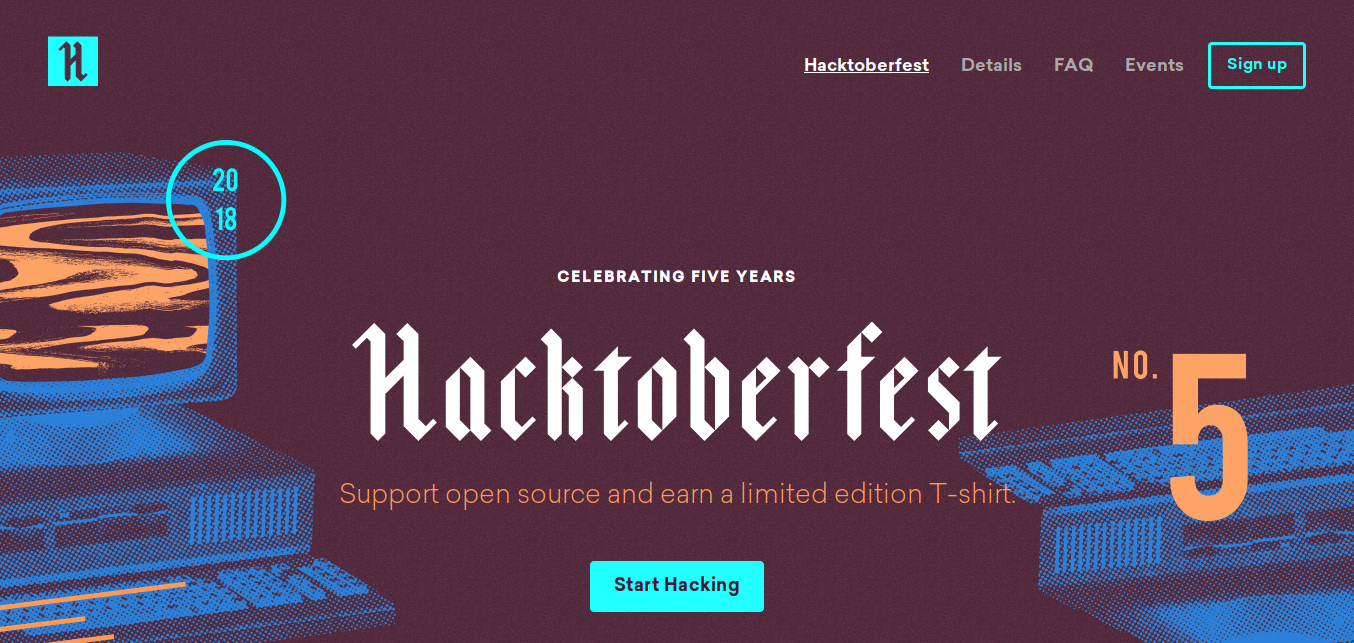 H
Hacktoberfest Details FAQ Events Sign up
20
18
CELEBRATING FIVE YEARS
Hacktoberfest
NO. 5
Support open source and earn a limited edition T-shirt.
Start Hacking